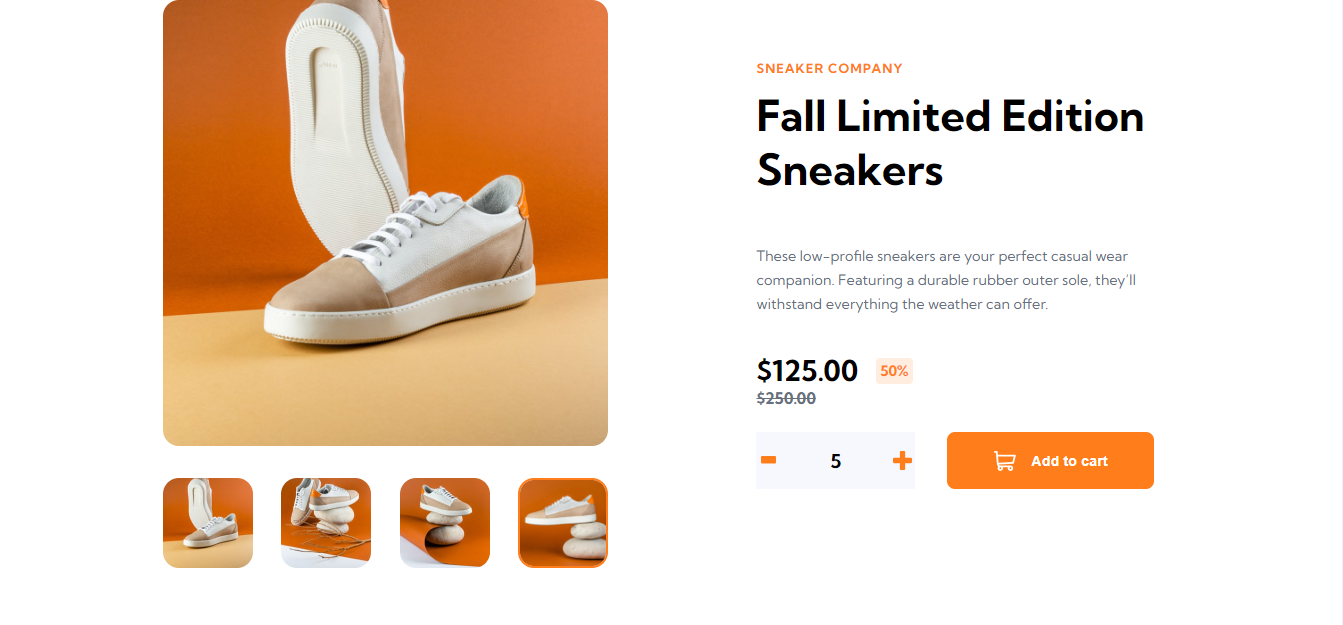 SNEAKER COMPANY
Fall Limited Edition
Sneakers
These low-profile sneakers are your perfect casual wear
companion. Featuring a durable rubber outer sole, they'll
withstand everything the weather can offer.
$125.00 50%
$250.00
5
Add to cart